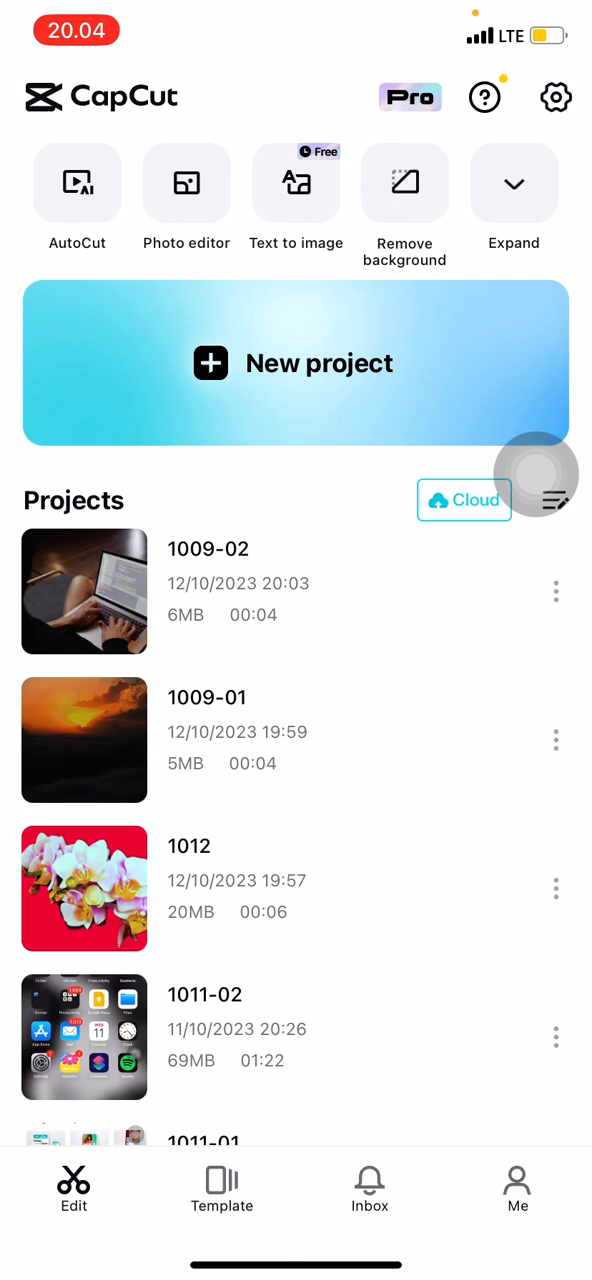 20.04
LTE
CapCut
Pro
Free
AutoCut
Photo editor
Text to image
Remove
background
Expand
New project
Projects
Cloud
1009-02
12/10/2023 20:03
6MB 00:04
1009-01
12/10/2023 19:59
5MB 00:04
1012
12/10/2023 19:57
20MB 00:06
1011-02
11/10/2023 20:26
69MB 01:22
1011-01
Edit
Template
Inbox
Me